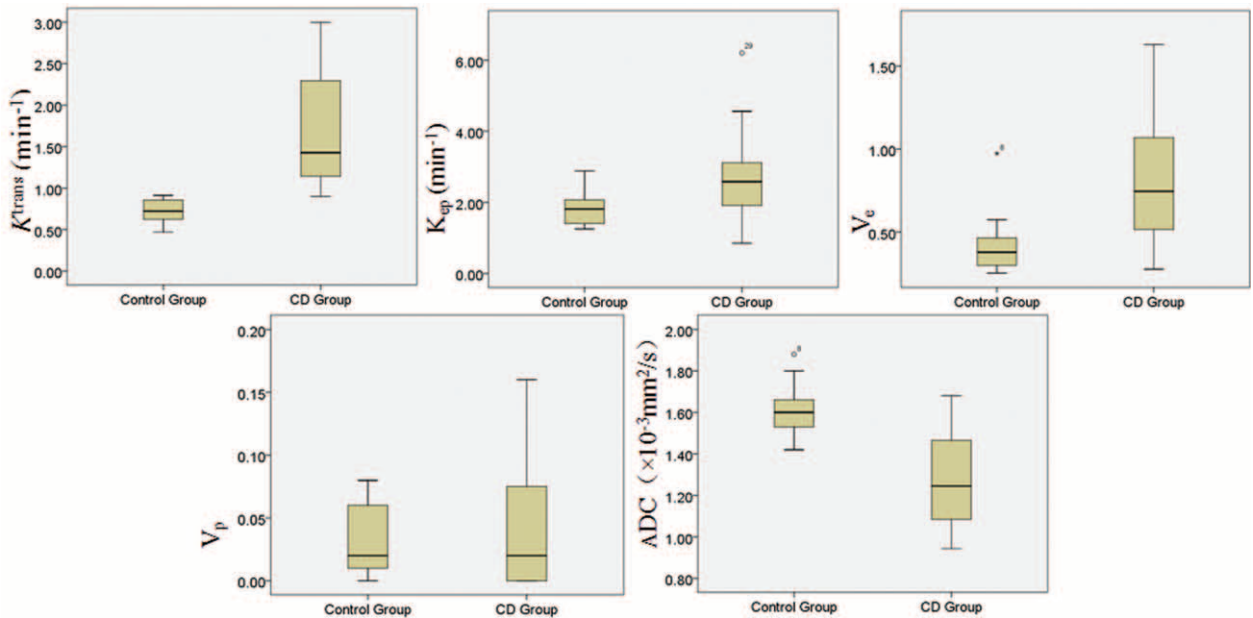 Kᵗʳᵃⁿˢ (min⁻¹)
3.00
2.50
2.00
1.50
1.00
0.50
0.00
Control Group CD Group
Kₑₚ (min⁻¹)
6.00
4.00
2.00
0.00
29
Control Group CD Group
Vₑ
1.50
1.00
0.50
8
Control Group CD Group
Vₚ
0.20
0.15
0.10
0.05
0.00
Control Group CD Group
ADC (×10⁻³mm²/s)
2.00
1.80
1.60
1.40
1.20
1.00
0.80
8
Control Group CD Group